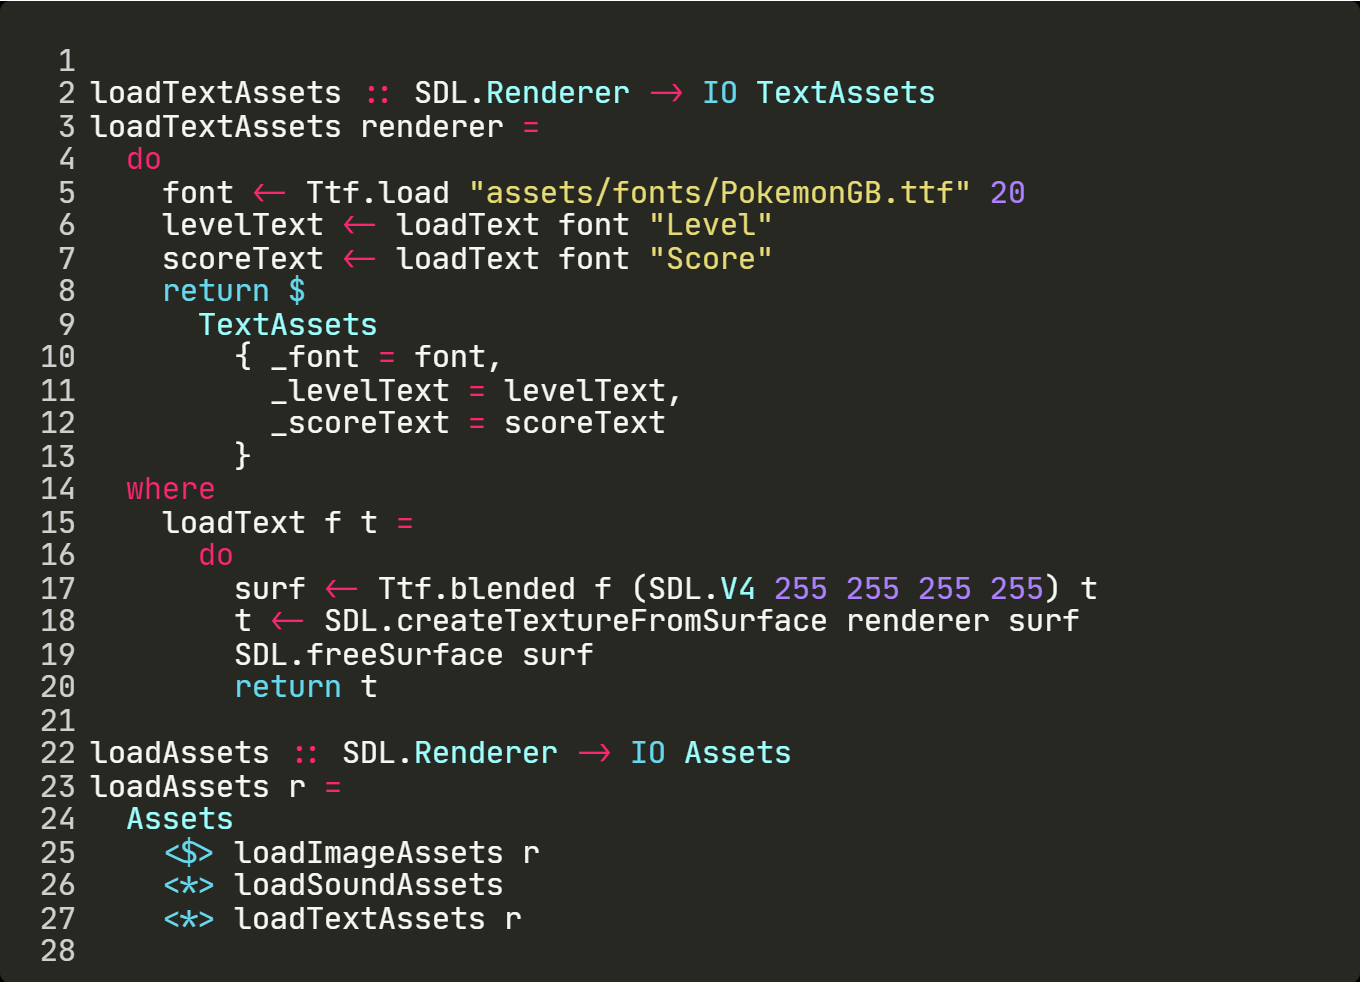 1
2 loadTextAssets :: SDL.Renderer -> IO TextAssets
3 loadTextAssets renderer =
4   do
5     font <- Ttf.load "assets/fonts/PokemonGB.ttf" 20
6     levelText <- loadText font "Level"
7     scoreText <- loadText font "Score"
8     return $
9       TextAssets
10         { _font = font,
11           _levelText = levelText,
12           _scoreText = scoreText
13         }
14   where
15     loadText f t =
16       do
17         surf <- Ttf.blended f (SDL.V4 255 255 255 255) t
18         t <- SDL.createTextureFromSurface renderer surf
19         SDL.freeSurface surf
20         return t
21
22 loadAssets :: SDL.Renderer -> IO Assets
23 loadAssets r =
24   Assets
25     <$> loadImageAssets r
26     <*> loadSoundAssets
27     <*> loadTextAssets r
28